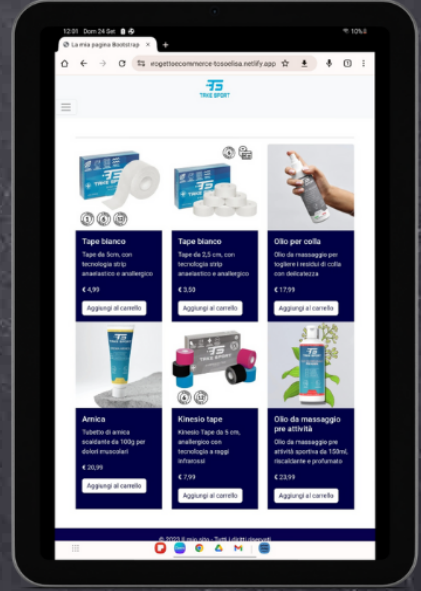 12:01 Dom 24 Set
10%
La mia pagina Bootstrap
progettoecommerce-tosoelisa.netlify.app
TS
TAKE SPORT
Tape bianco
Tape da 5cm, con
tecnologia strip
anaelastico e anallergico
€ 4,99
Aggiungi al carrello
Tape bianco
Tape da 2,5 cm, con
tecnologia strip
anaelastico e anallergico
€ 3,50
Aggiungi al carrello
Olio per colla
Olio da massaggio per
togliere i residui di colla
con delicatezza
€ 17,99
Aggiungi al carrello
TAKE SPORT
Arnica
Tubetto di arnica
scaldante da 100g per
dolori muscolari
€ 20,99
Aggiungi al carrello
Kinesio tape
Kinesio Tape da 5 cm,
anallergico con
tecnologia a raggi
infrarossi
€ 7,99
Aggiungi al carrello
Olio da massaggio
pre attività
Olio da massaggio pre
attività sportiva da 150ml,
riscaldante e profumato
€ 23,99
Aggiungi al carrello
© 2023 Il mio sito - Tutti i diritti riservati